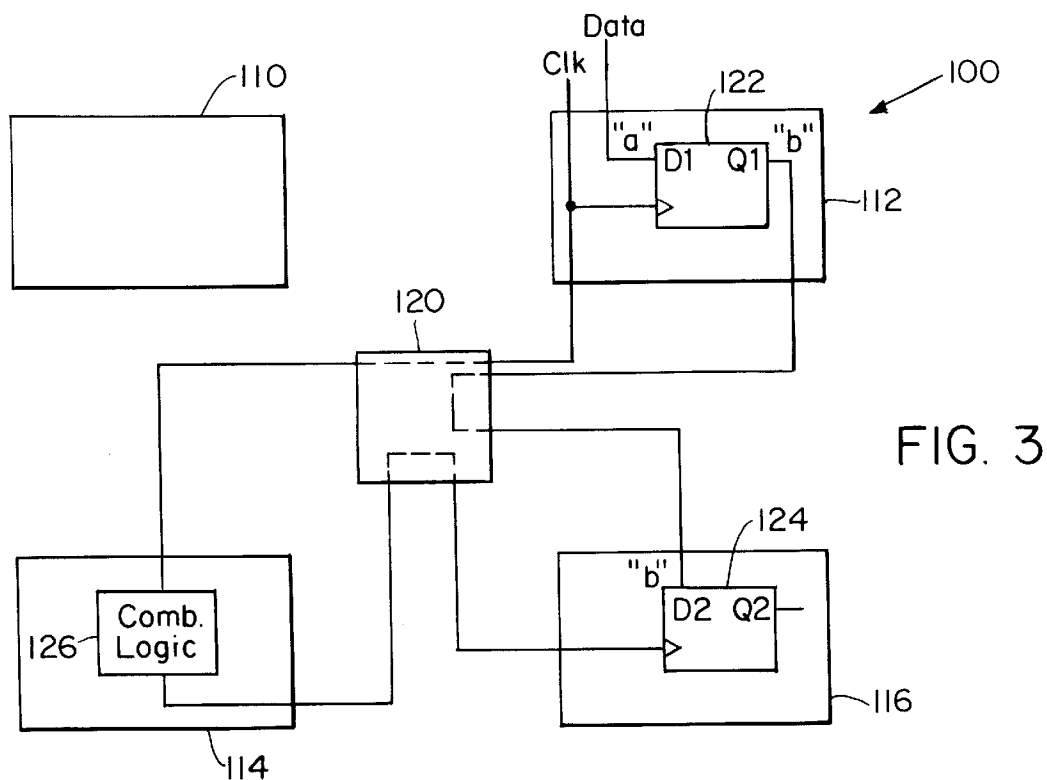 Data
Clk
110
122
100
"a"
"b"
D1 Q1
112
120
FIG. 3
124
"b"
D2 Q2
Comb.
Logic
126
116
114